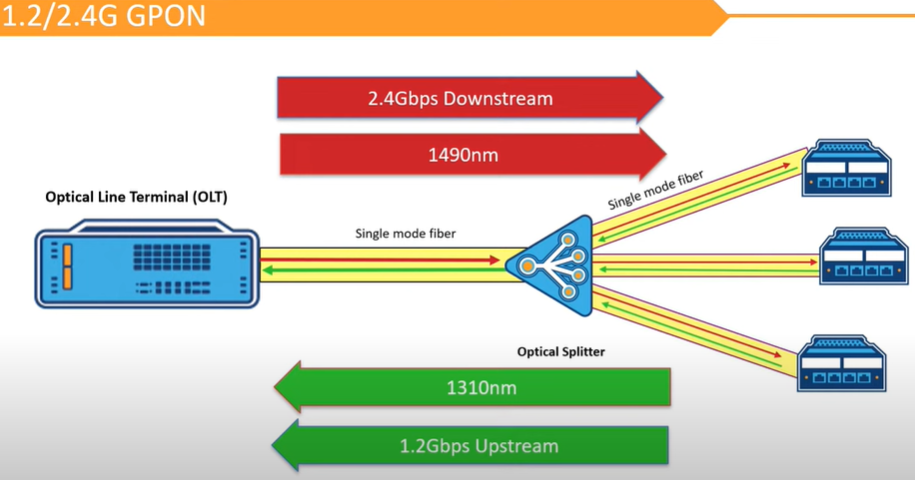 1.2/2.4G GPON
2.4Gbps Downstream
1490nm
Single mode fiber
Optical Line Terminal (OLT)
Single mode fiber
Optical Splitter
1310nm
1.2Gbps Upstream